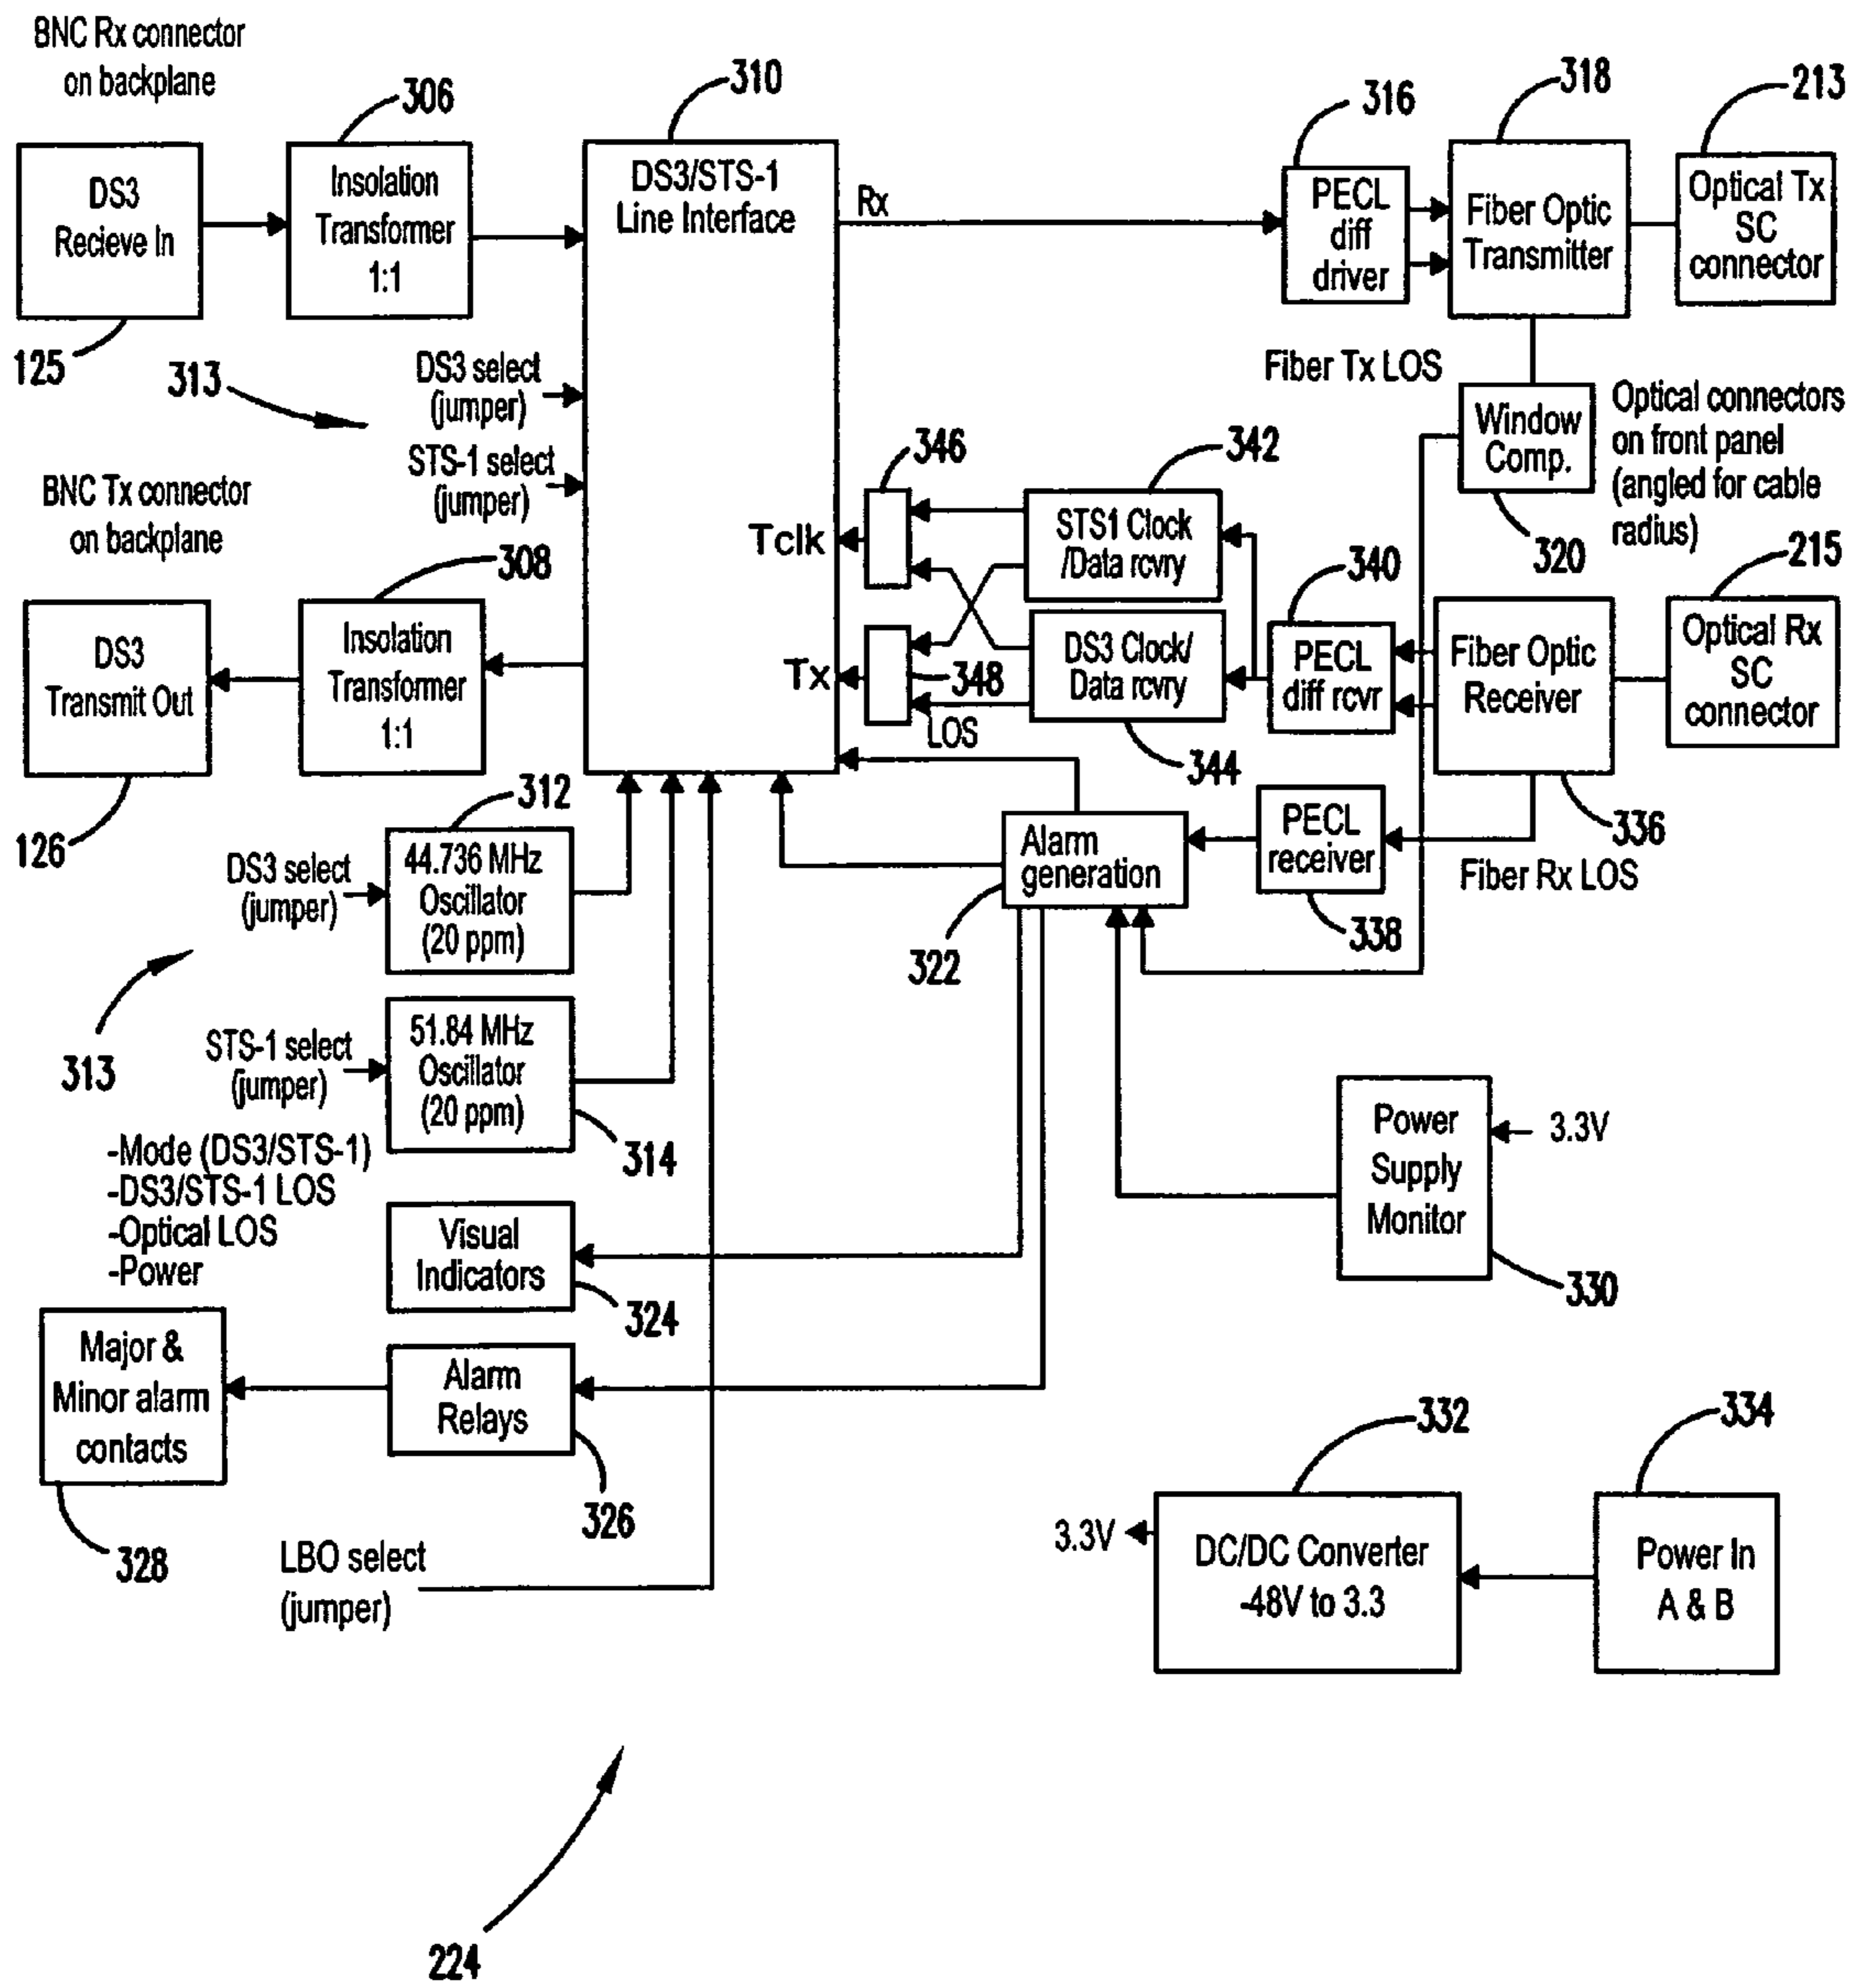 BNC Rx connector
on backplane
306
310
316
318
213
DS3
Recieve In
Insolation
Transformer
1:1
DS3/STS-1
Line Interface
Rx
PECL
diff
driver
Fiber Optic
Transmitter
Optical Tx
SC
connector
125
313
DS3 select
(jumper)
STS-1 select
(jumper)
Fiber Tx LOS
Window
Comp.
320
Optical connectors
on front panel
(angled for cable
radius)
BNC Tx connector
on backplane
308
346
342
340
215
Tclk
STS1 Clock
/Data rcvry
DS3
Transmit Out
Insolation
Transformer
1:1
Tx
348
DS3 Clock/
Data rcvry
PECL
diff rcvr
Fiber Optic
Receiver
Optical Rx
SC
connector
LOS
344
126
312
336
DS3 select
(jumper)
44.736 MHz
Oscillator
(20 ppm)
Alarm
generation
322
PECL
receiver
338
Fiber Rx LOS
313
STS-1 select
(jumper)
51.84 MHz
Oscillator
(20 ppm)
314
Power
Supply
Monitor
3.3V
330
-Mode (DS3/STS-1)
-DS3/STS-1 LOS
-Optical LOS
-Power
Visual
Indicators
324
Major &
Minor alarm
contacts
328
Alarm
Relays
326
LBO select
(jumper)
332
334
3.3V
DC/DC Converter
-48V to 3.3
Power In
A & B
224